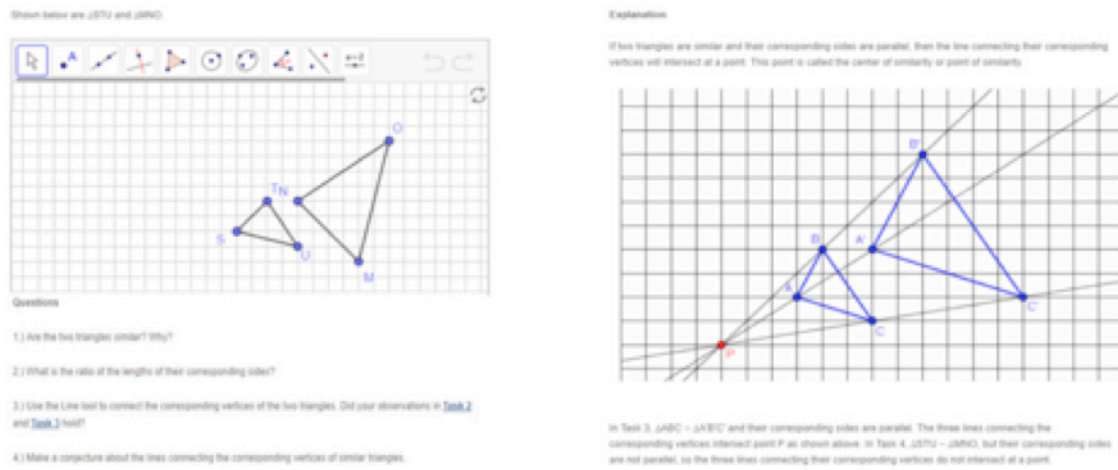 Shown below are △STU and △MNO.
A
O
T N
S
U
M
Questions
1.) Are the two triangles similar? Why?
2.) What is the ratio of the lengths of their corresponding sides?
3.) Use the Line tool to connect the corresponding vertices of the two triangles. Did your observations in Task 2
and Task 3 hold?
4.) Make a conjecture about the lines connecting the corresponding vertices of similar triangles.
Explanation
If two triangles are similar and their corresponding sides are parallel, then the line connecting their corresponding
vertices will intersect at a point. This point is called the center of similarity or point of similarity.
B'
B
A'
A
C'
C
P
In Task 3, △ABC ~ △A'B'C' and their corresponding sides are parallel. The three lines connecting the
corresponding vertices intersect point P as shown above. In Task 4, △STU ~ △MNO, but their corresponding sides
are not parallel, so the three lines connecting their corresponding vertices do not intersect at a point.